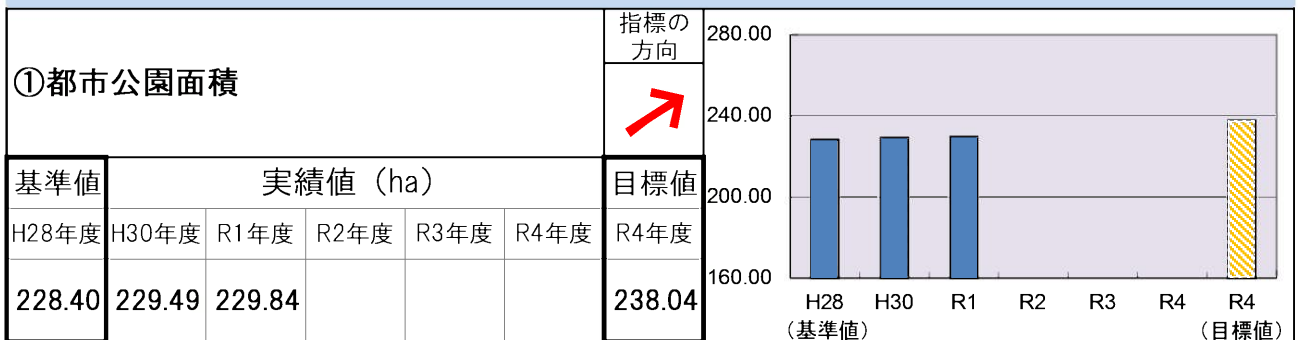 ①都市公園面積
指標の
方向
基準値 実績値（ha） 目標値
H28年度 H30年度 R1年度 R2年度 R3年度 R4年度 R4年度
228.40 229.49 229.84 238.04
280.00
240.00
200.00
160.00
H28 H30 R1 R2 R3 R4 R4
（基準値） （目標値）